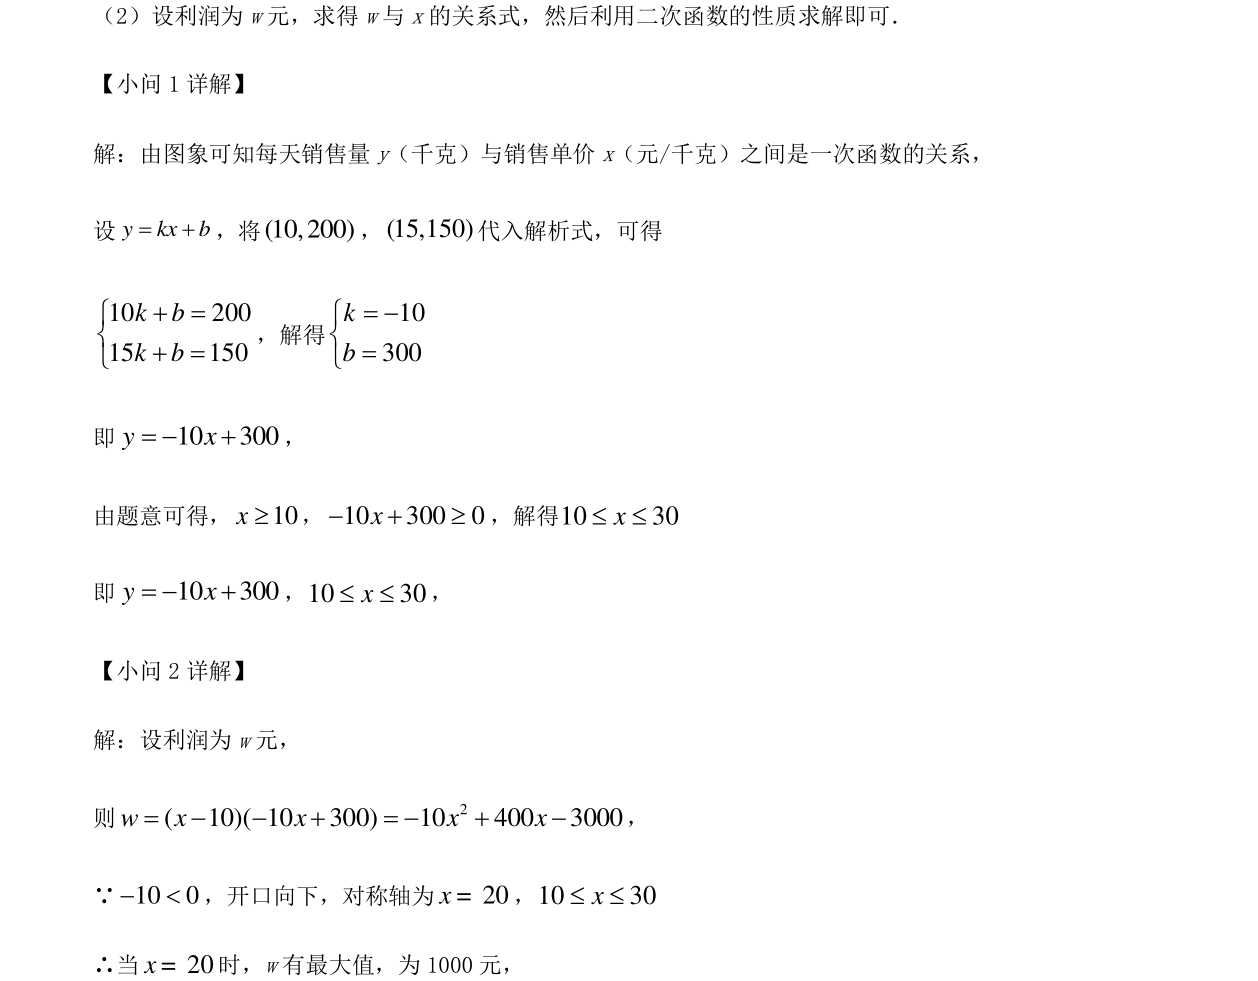 （2）设利润为 w 元，求得 w 与 x 的关系式，然后利用二次函数的性质求解即可．
【小问 1 详解】
解：由图象可知每天销售量 y（千克）与销售单价 x（元/千克）之间是一次函数的关系，
设 y = kx + b ，将 (10, 200) ， (15,150) 代入解析式，可得
{10k + b = 200 15k + b = 150 ，解得 {k = −10 b = 300
即 y = −10x + 300 ，
由题意可得， x ≥ 10 ， −10x + 300 ≥ 0 ，解得 10 ≤ x ≤ 30
即 y = −10x + 300 ， 10 ≤ x ≤ 30 ，
【小问 2 详解】
解：设利润为 w 元，
则 w = (x − 10)(−10x + 300) = −10x² + 400x − 3000 ，
∵ −10 < 0 ，开口向下，对称轴为 x = 20 ， 10 ≤ x ≤ 30
∴当 x = 20 时，w 有最大值，为 1000 元，